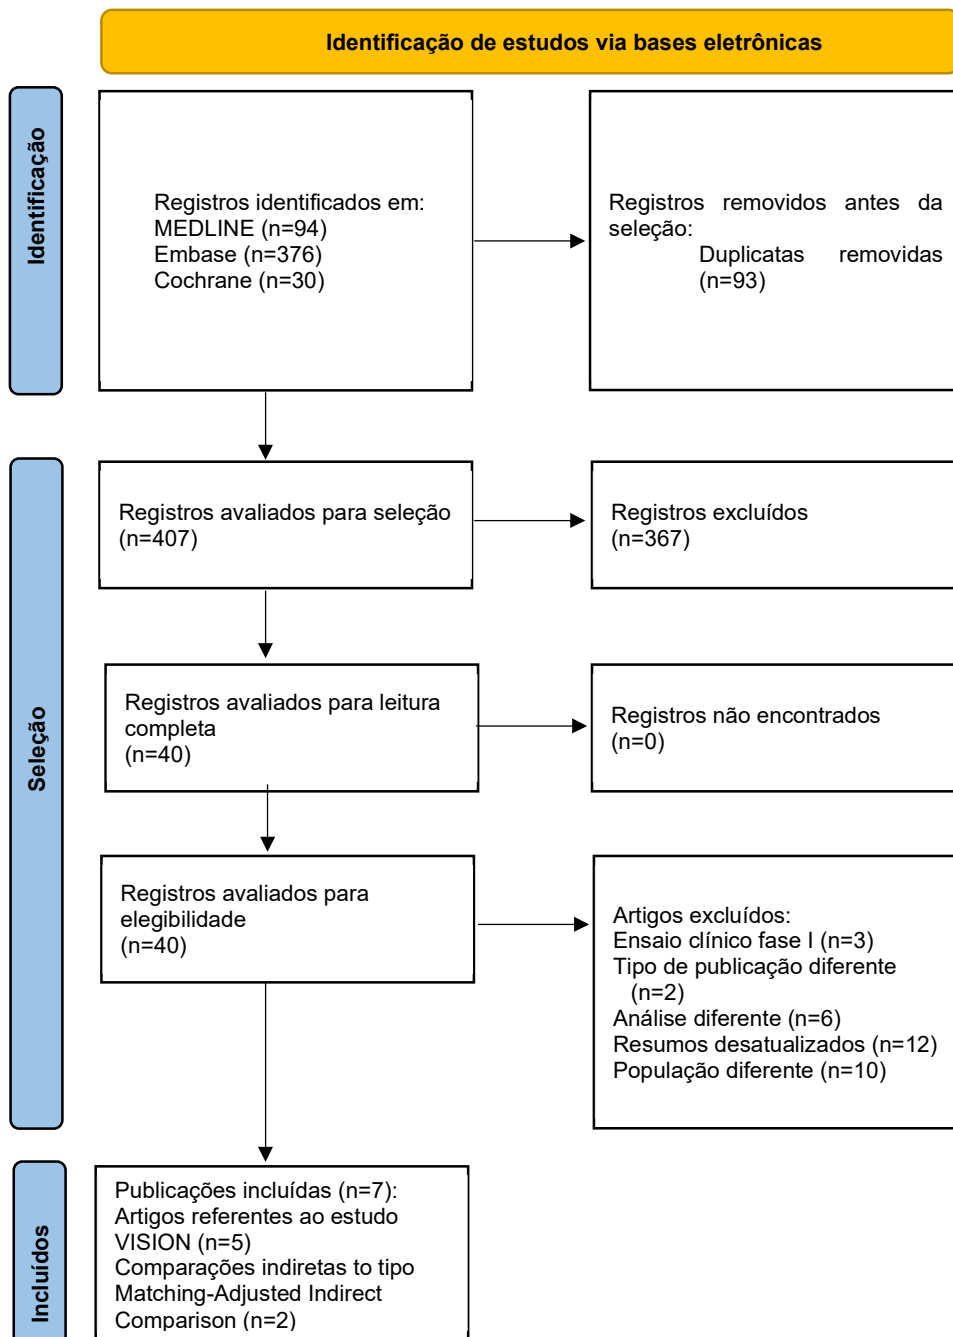 Identificação de estudos via bases eletrônicas
Identificação
Registros identificados em:
MEDLINE (n=94)
Embase (n=376)
Cochrane (n=30)
Registros removidos antes da
seleção:
Duplicatas removidas
(n=93)
Seleção
Registros avaliados para seleção
(n=407)
Registros excluídos
(n=367)
Registros avaliados para leitura
completa
(n=40)
Registros não encontrados
(n=0)
Registros avaliados para
elegibilidade
(n=40)
Artigos excluídos:
Ensaio clínico fase I (n=3)
Tipo de publicação diferente
(n=2)
Análise diferente (n=6)
Resumos desatualizados (n=12)
População diferente (n=10)
Incluídos
Publicações incluídas (n=7):
Artigos referentes ao estudo
VISION (n=5)
Comparações indiretas to tipo
Matching-Adjusted Indirect
Comparison (n=2)